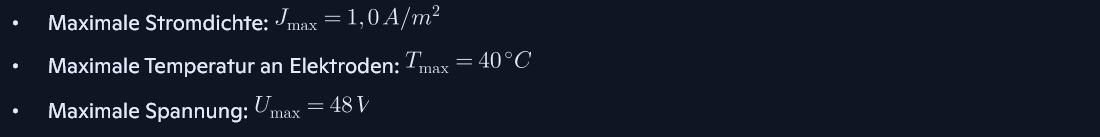 • Maximale Stromdichte: J_max = 1,0 A/m²
• Maximale Temperatur an Elektroden: T_max = 40 °C
• Maximale Spannung: U_max = 48 V